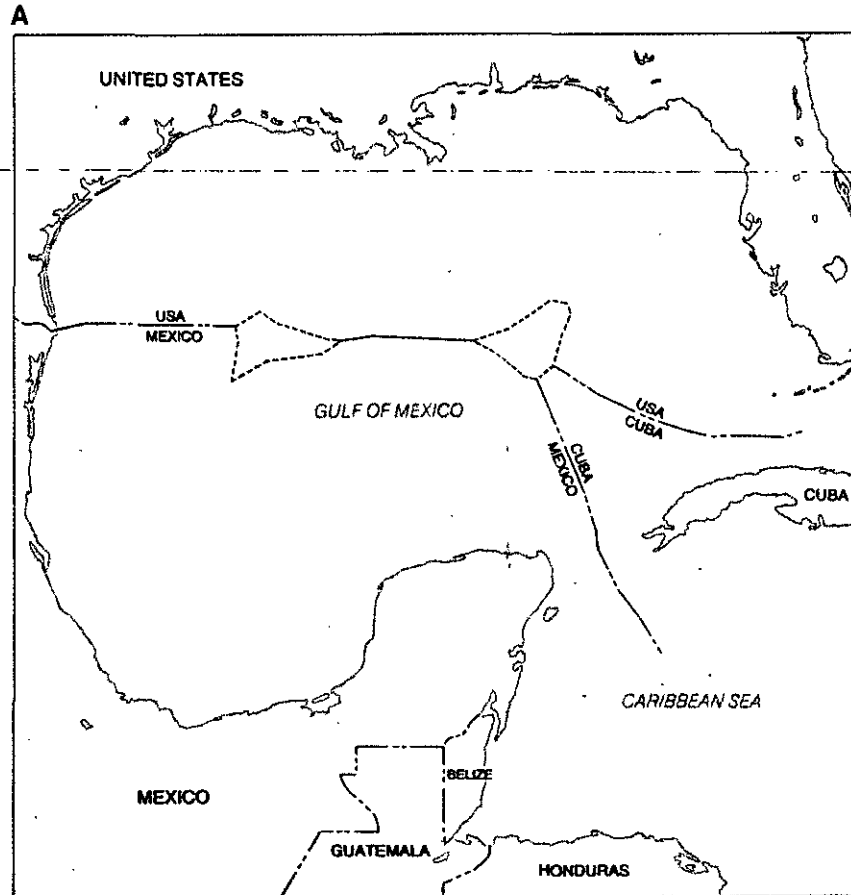 A
UNITED STATES
USA
MEXICO
GULF OF MEXICO
USA
CUBA
CUBA
MEXICO
CUBA
CARIBBEAN SEA
BELIZE
MEXICO
GUATEMALA
HONDURAS